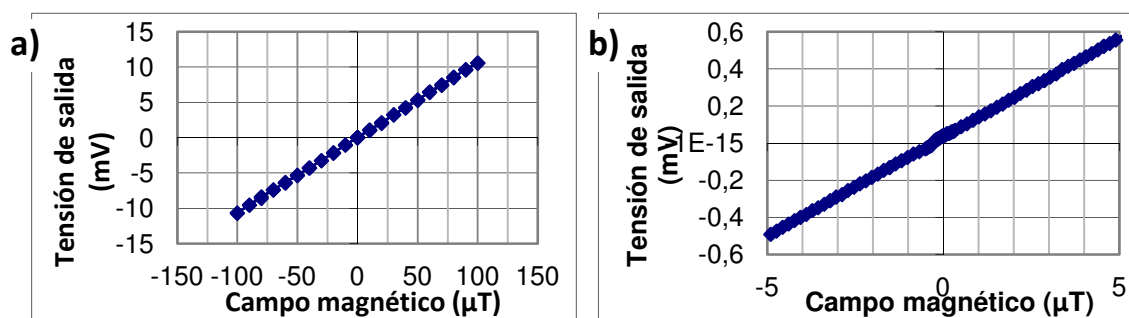 a)
Tensión de salida
(mV)
15
10
5
0
-5
-10
-15
-150 -100 -50 0 50 100 150
Campo magnético (µT)
b)
Tensión de salida
(mV)
0,6
0,4
0,2
1E-15
-0,2
-0,4
-0,6
-5 0 5
Campo magnético (µT)